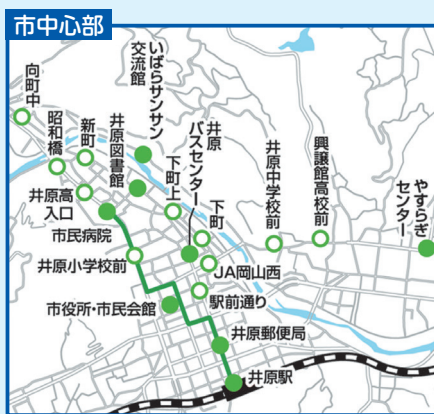 市中心部
向町中
昭和橋
新町
井原図書館
いばらサンサン
交流館
井原
バスセンター
下町上
下町
井原中学校前
興譲館高校前
やすらぎ
センター
井原高
入口
市民病院
井原小学校前
JA岡山西
駅前通り
市役所・市民会館
井原郵便局
井原駅